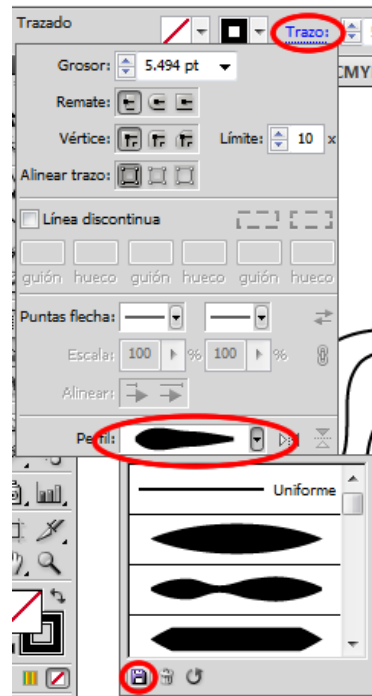 Trazado Trazo: 5
Grosor: 5.494 pt
CMY
Remate:
Vértice: Límite: 10 x
Alinear trazo:
Línea discontinua
guión hueco guión hueco guión hueco
Puntas flecha:
Escala: 100 % 100 %
Alinear:
Perfil:
Uniforme